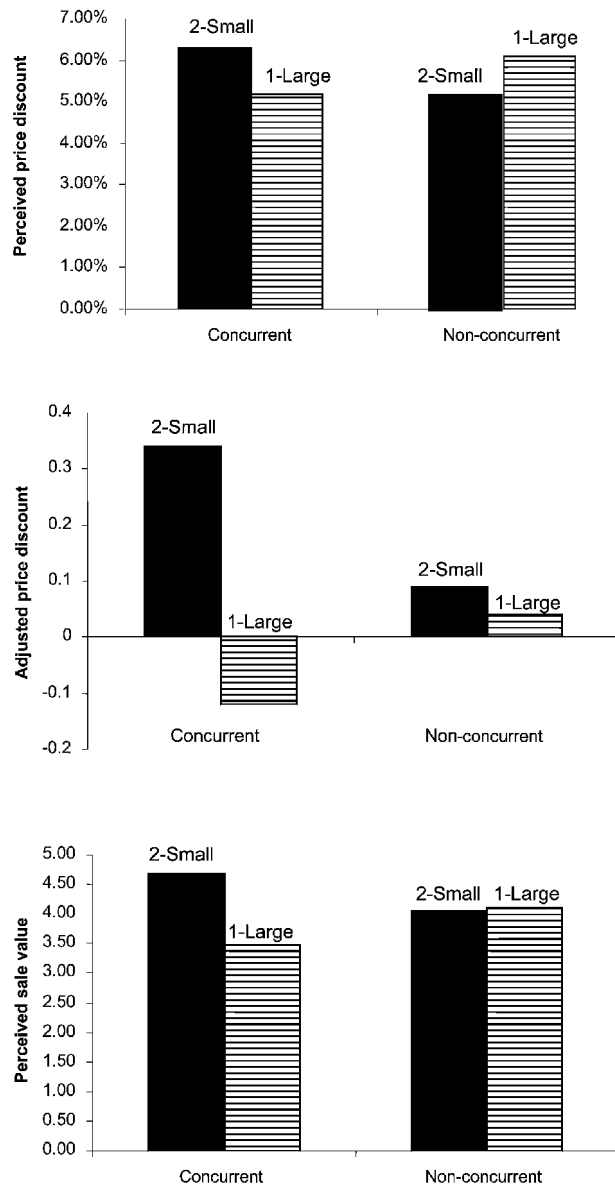 Perceived price discount
7.00%
6.00%
5.00%
4.00%
3.00%
2.00%
1.00%
0.00%
2-Small
1-Large
2-Small
1-Large
Concurrent
Non-concurrent
Adjusted price discount
0.4
0.3
0.2
0.1
0
-0.1
-0.2
2-Small
1-Large
2-Small
1-Large
Concurrent
Non-concurrent
Perceived sale value
5.00
4.50
4.00
3.50
3.00
2.50
2.00
1.50
1.00
0.50
0.00
2-Small
1-Large
2-Small
1-Large
Concurrent
Non-concurrent